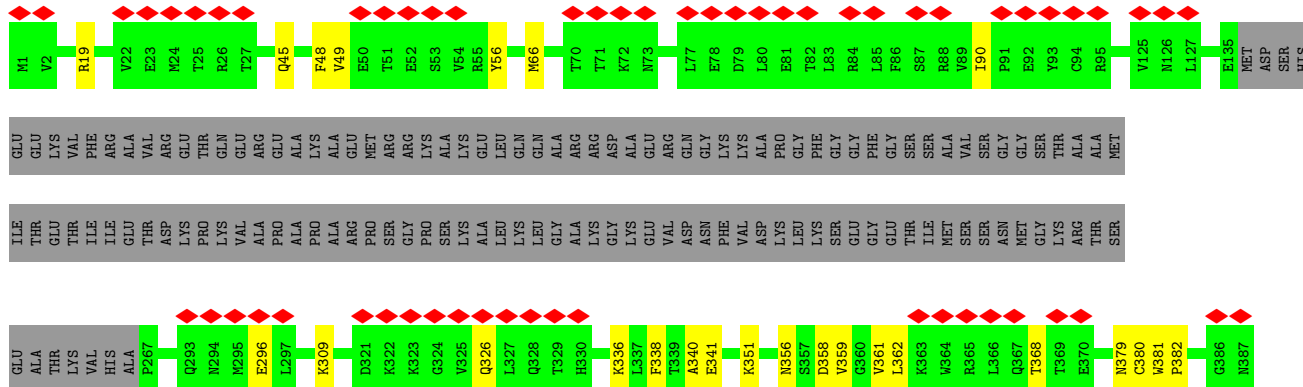 M1 V2 R19 V22 E23 M24 T25 R26 T27 Q45 F48 V49 E50 T51 E52 S53 V54 R55 Y56 M66 T70 T71 K72 N73 L77 E78 D79 L80 E81 T82 L83 R84 L85 F86 S87 R88 V89 I90 P91 E92 Y93 C94 R95 V125 N126 L127 E135 MET ASP SER HIS
GLU GLU LYS VAL PHE ARG ALA VAL ARG GLU THR GLN GLU ARG GLU ALA LYS ALA GLU MET ARG ARG LYS ALA LYS GLU LEU GLN GLN ALA ARG ARG ASP ALA GLU ARG GLN GLY LYS LYS ALA PRO GLY PHE GLY GLY PHE GLY SER SER ALA VAL SER GLY GLY SER THR ALA ALA MET
ILE THR GLU THR ILE ILE GLU THR ASP LYS PRO LYS VAL ALA PRO ALA PRO ALA ARG PRO SER GLY PRO SER LYS ALA LEU LYS LEU GLY ALA LYS GLY LYS GLU VAL ASP ASN PHE VAL ASP LYS LEU LYS SER GLU GLY GLU THR ILE MET SER SER ASN MET GLY LYS ARG THR SER
GLU ALA THR LYS VAL HIS ALA P267 Q293 N294 M295 E296 L297 K309 D321 K322 K323 G324 V325 Q326 L327 Q328 T329 H330 K336 L337 F338 T339 A340 E341 K351 N356 S357 D358 V359 G360 V361 L362 K363 W364 R365 L366 Q367 T368 T369 E370 N379 C380 W381 P382 G386 N387